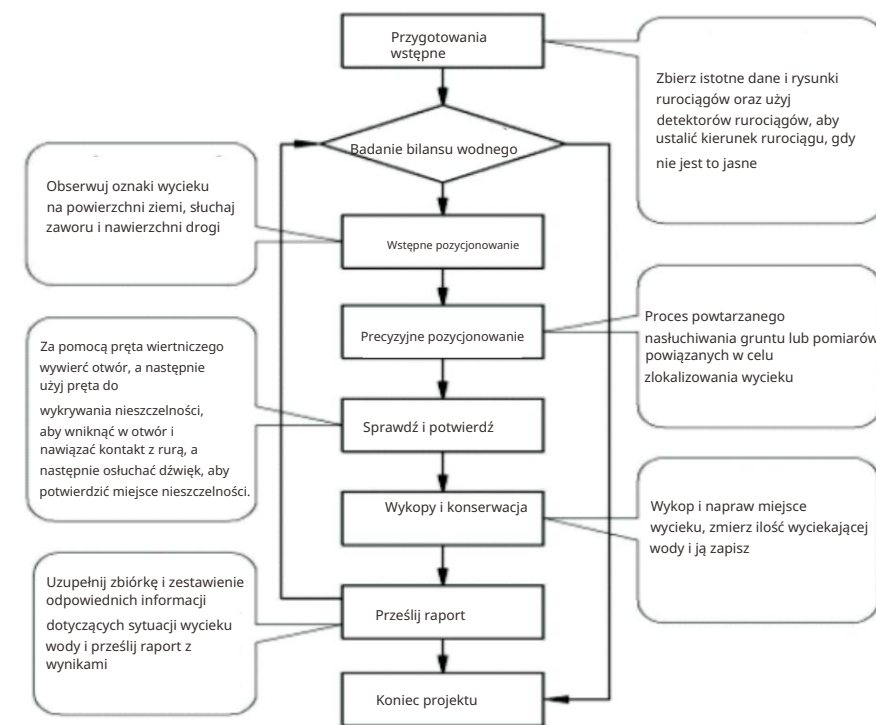 Przygotowania
wstępne
Zbierz istotne dane i rysunki
rurociągów oraz użyj
detektorów rurociągów, aby
ustalić kierunek rurociągu, gdy
nie jest to jasne
Badanie bilansu wodnego
Obserwuj oznaki wycieku
na powierzchni ziemi, słuchaj
zaworu i nawierzchni drogi
Wstępne pozycjonowanie
Precyzyjne pozycjonowanie
Proces powtarzanego
nasłuchiwania gruntu lub pomiarów
powiązanych w celu
zlokalizowania wycieku
Za pomocą pręta wiertniczego
wywierć otwór, a następnie
użyj pręta do
wykrywania nieszczelności,
aby wniknąć w otwór i
nawiązać kontakt z rurą, a
następnie osłuchać dźwięk, aby
potwierdzić miejsce nieszczelności.
Sprawdź i potwierdź
Wykopy i konserwacja
Wykop i napraw miejsce
wycieku, zmierz ilość wyciekającej
wody i ją zapisz
Uzupełnij zbiórkę i zestawienie
odpowiednich informacji
dotyczących sytuacji wycieku
wody i prześlij raport z
wynikami
Prześlij raport
Koniec projektu